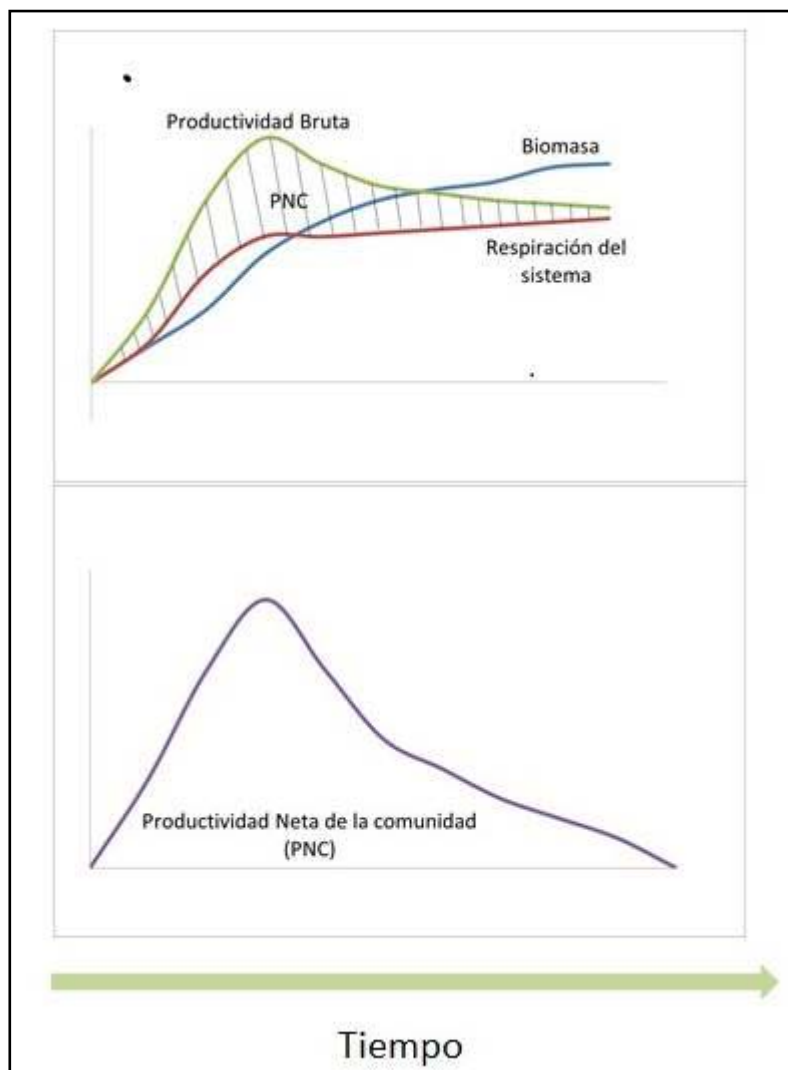 Productividad Bruta
Biomasa
PNC
Respiración del
sistema
Productividad Neta de la comunidad
(PNC)
Tiempo